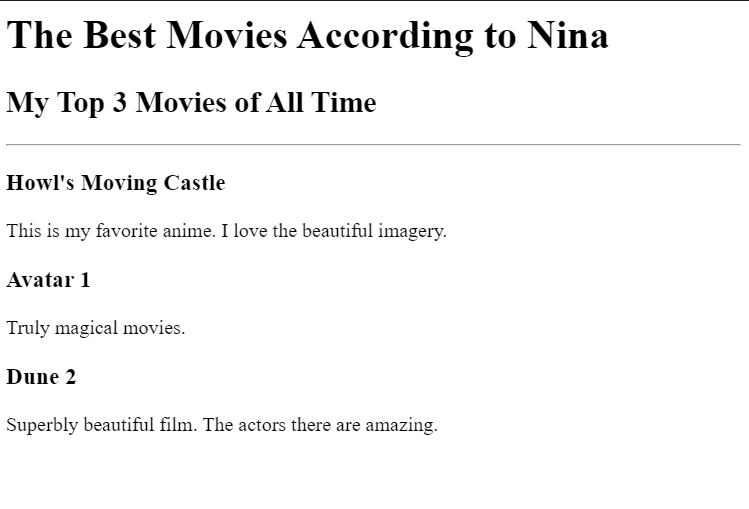 The Best Movies According to Nina
My Top 3 Movies of All Time
Howl's Moving Castle
This is my favorite anime. I love the beautiful imagery.
Avatar 1
Truly magical movies.
Dune 2
Superbly beautiful film. The actors there are amazing.